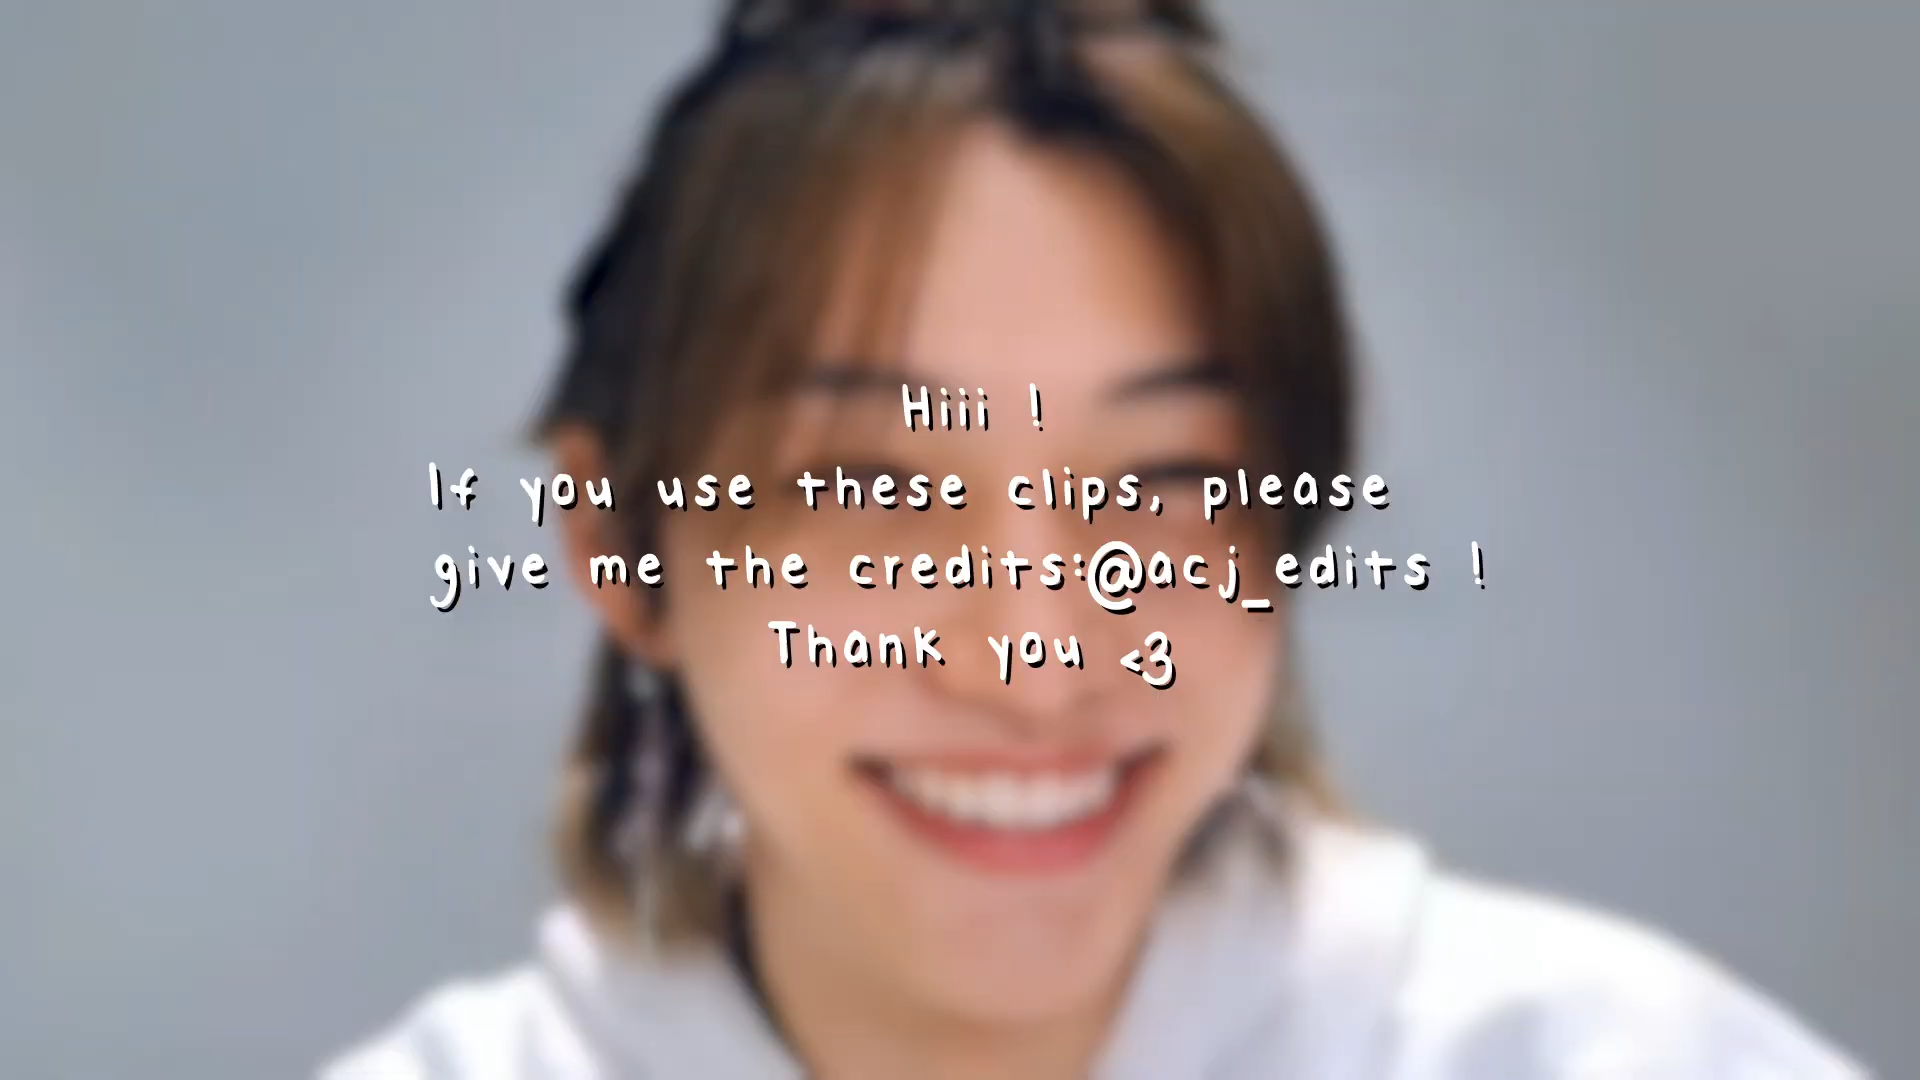 Hiii !
If you use these clips, please
give me the credits:@acj_edits !
Thank you <3